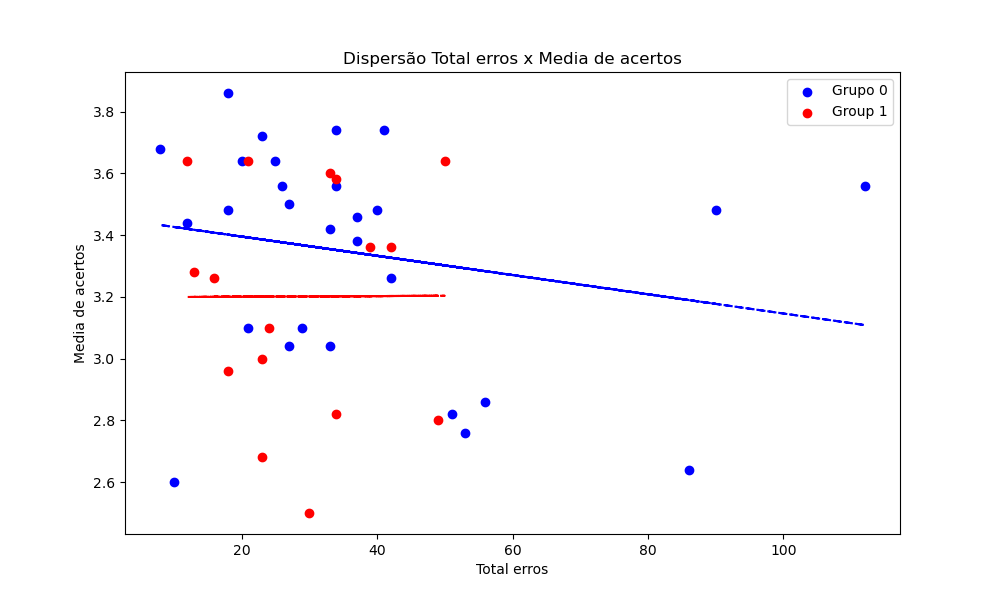 Dispersão Total erros x Media de acertos
Grupo 0
Group 1
Media de acertos
3.8
3.6
3.4
3.2
3.0
2.8
2.6
20
40
60
80
100
Total erros